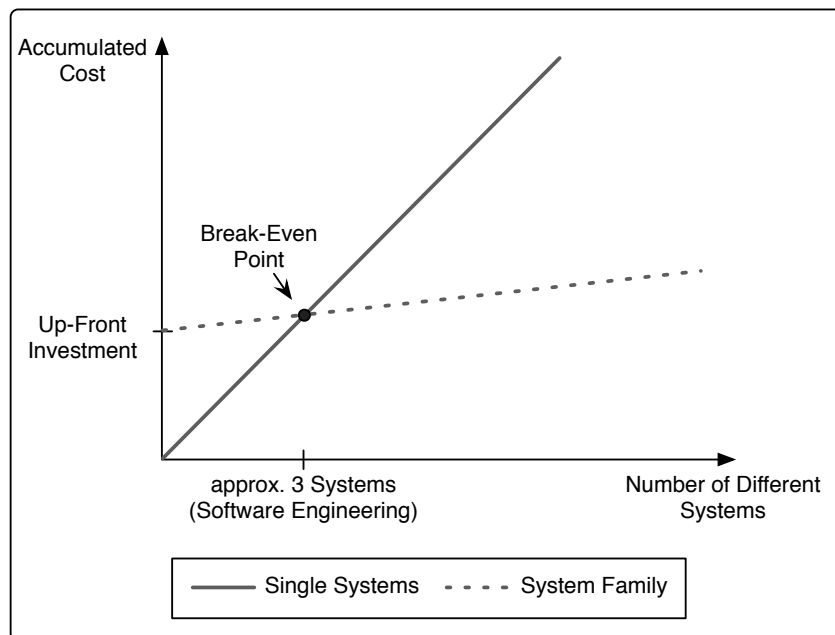 Accumulated
Cost
Break-Even
Point
Up-Front
Investment
approx. 3 Systems
(Software Engineering)
Number of Different
Systems
Single Systems
System Family